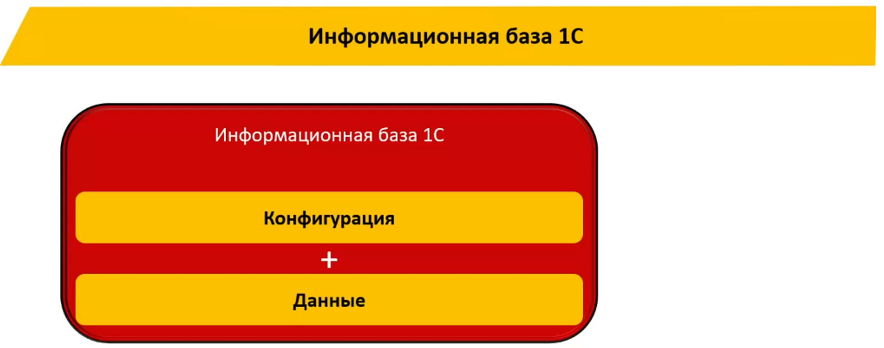 Информационная база 1С
Информационная база 1С
Конфигурация
+
Данные